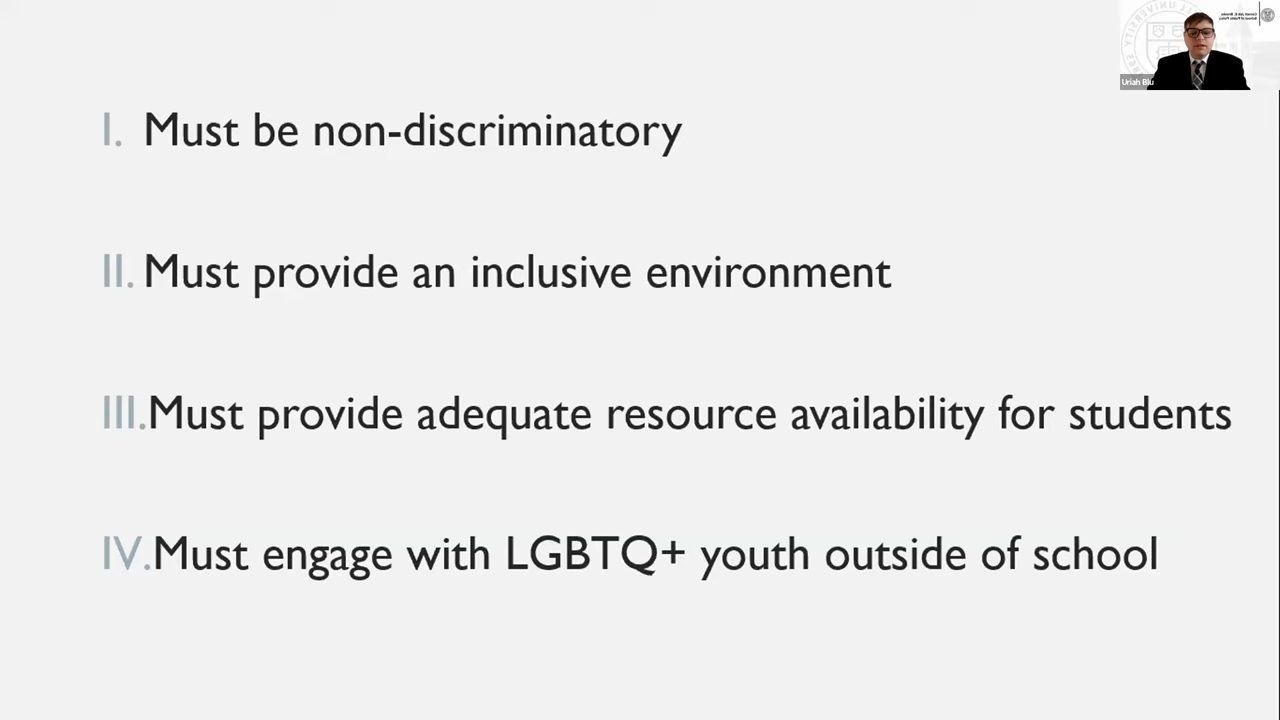 I. Must be non-discriminatory
II. Must provide an inclusive environment
III. Must provide adequate resource availability for students
IV. Must engage with LGBTQ+ youth outside of school
Uriah Blu